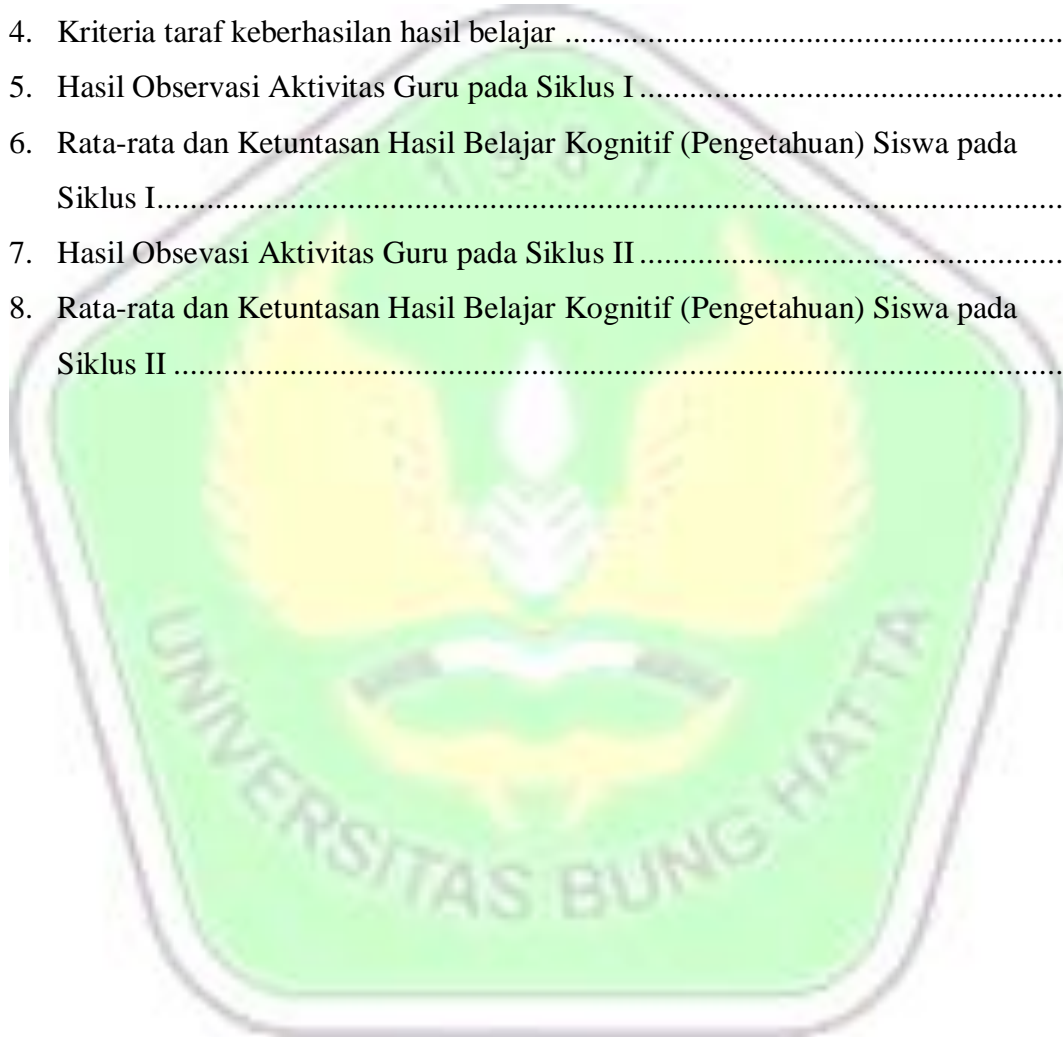 4. Kriteria taraf keberhasilan hasil belajar ............................................................
5. Hasil Observasi Aktivitas Guru pada Siklus I ....................................................
6. Rata-rata dan Ketuntasan Hasil Belajar Kognitif (Pengetahuan) Siswa pada
Siklus I..............................................................................................................
7. Hasil Obsevasi Aktivitas Guru pada Siklus II ....................................................
8. Rata-rata dan Ketuntasan Hasil Belajar Kognitif (Pengetahuan) Siswa pada
Siklus II ............................................................................................................
1981
UNIVERSITAS BUNG HATTA